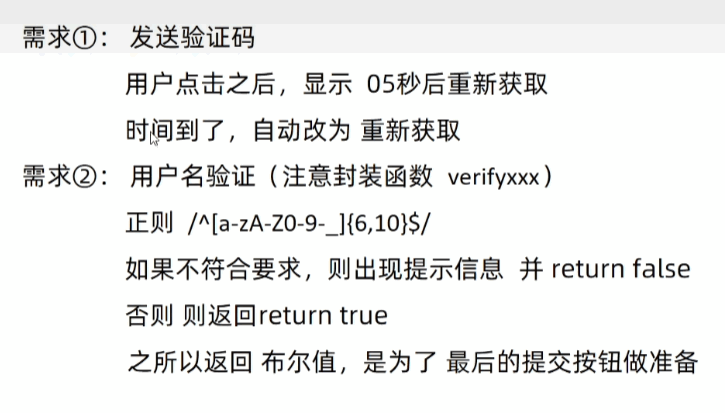 需求①： 发送验证码
用户点击之后，显示 05秒后重新获取
时间到了，自动改为 重新获取
需求②： 用户名验证（注意封装函数 verifyxxx）
正则 /^[a-zA-Z0-9-_]{6,10}$/
如果不符合要求，则出现提示信息 并 return false
否则 则返回return true
之所以返回 布尔值，是为了 最后的提交按钮做准备